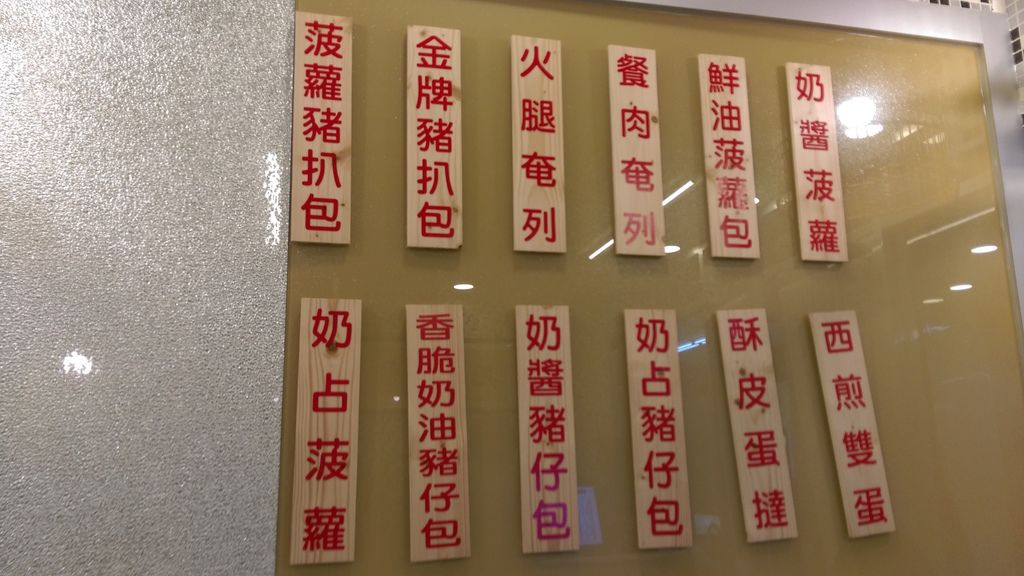 菠蘿豬扒包
金牌豬扒包
火腿奄列
餐肉奄列
鮮油菠蘿包
奶醬菠蘿
奶占菠蘿
香脆奶油豬仔包
奶醬豬仔包
奶占豬仔包
酥皮蛋撻
西煎雙蛋